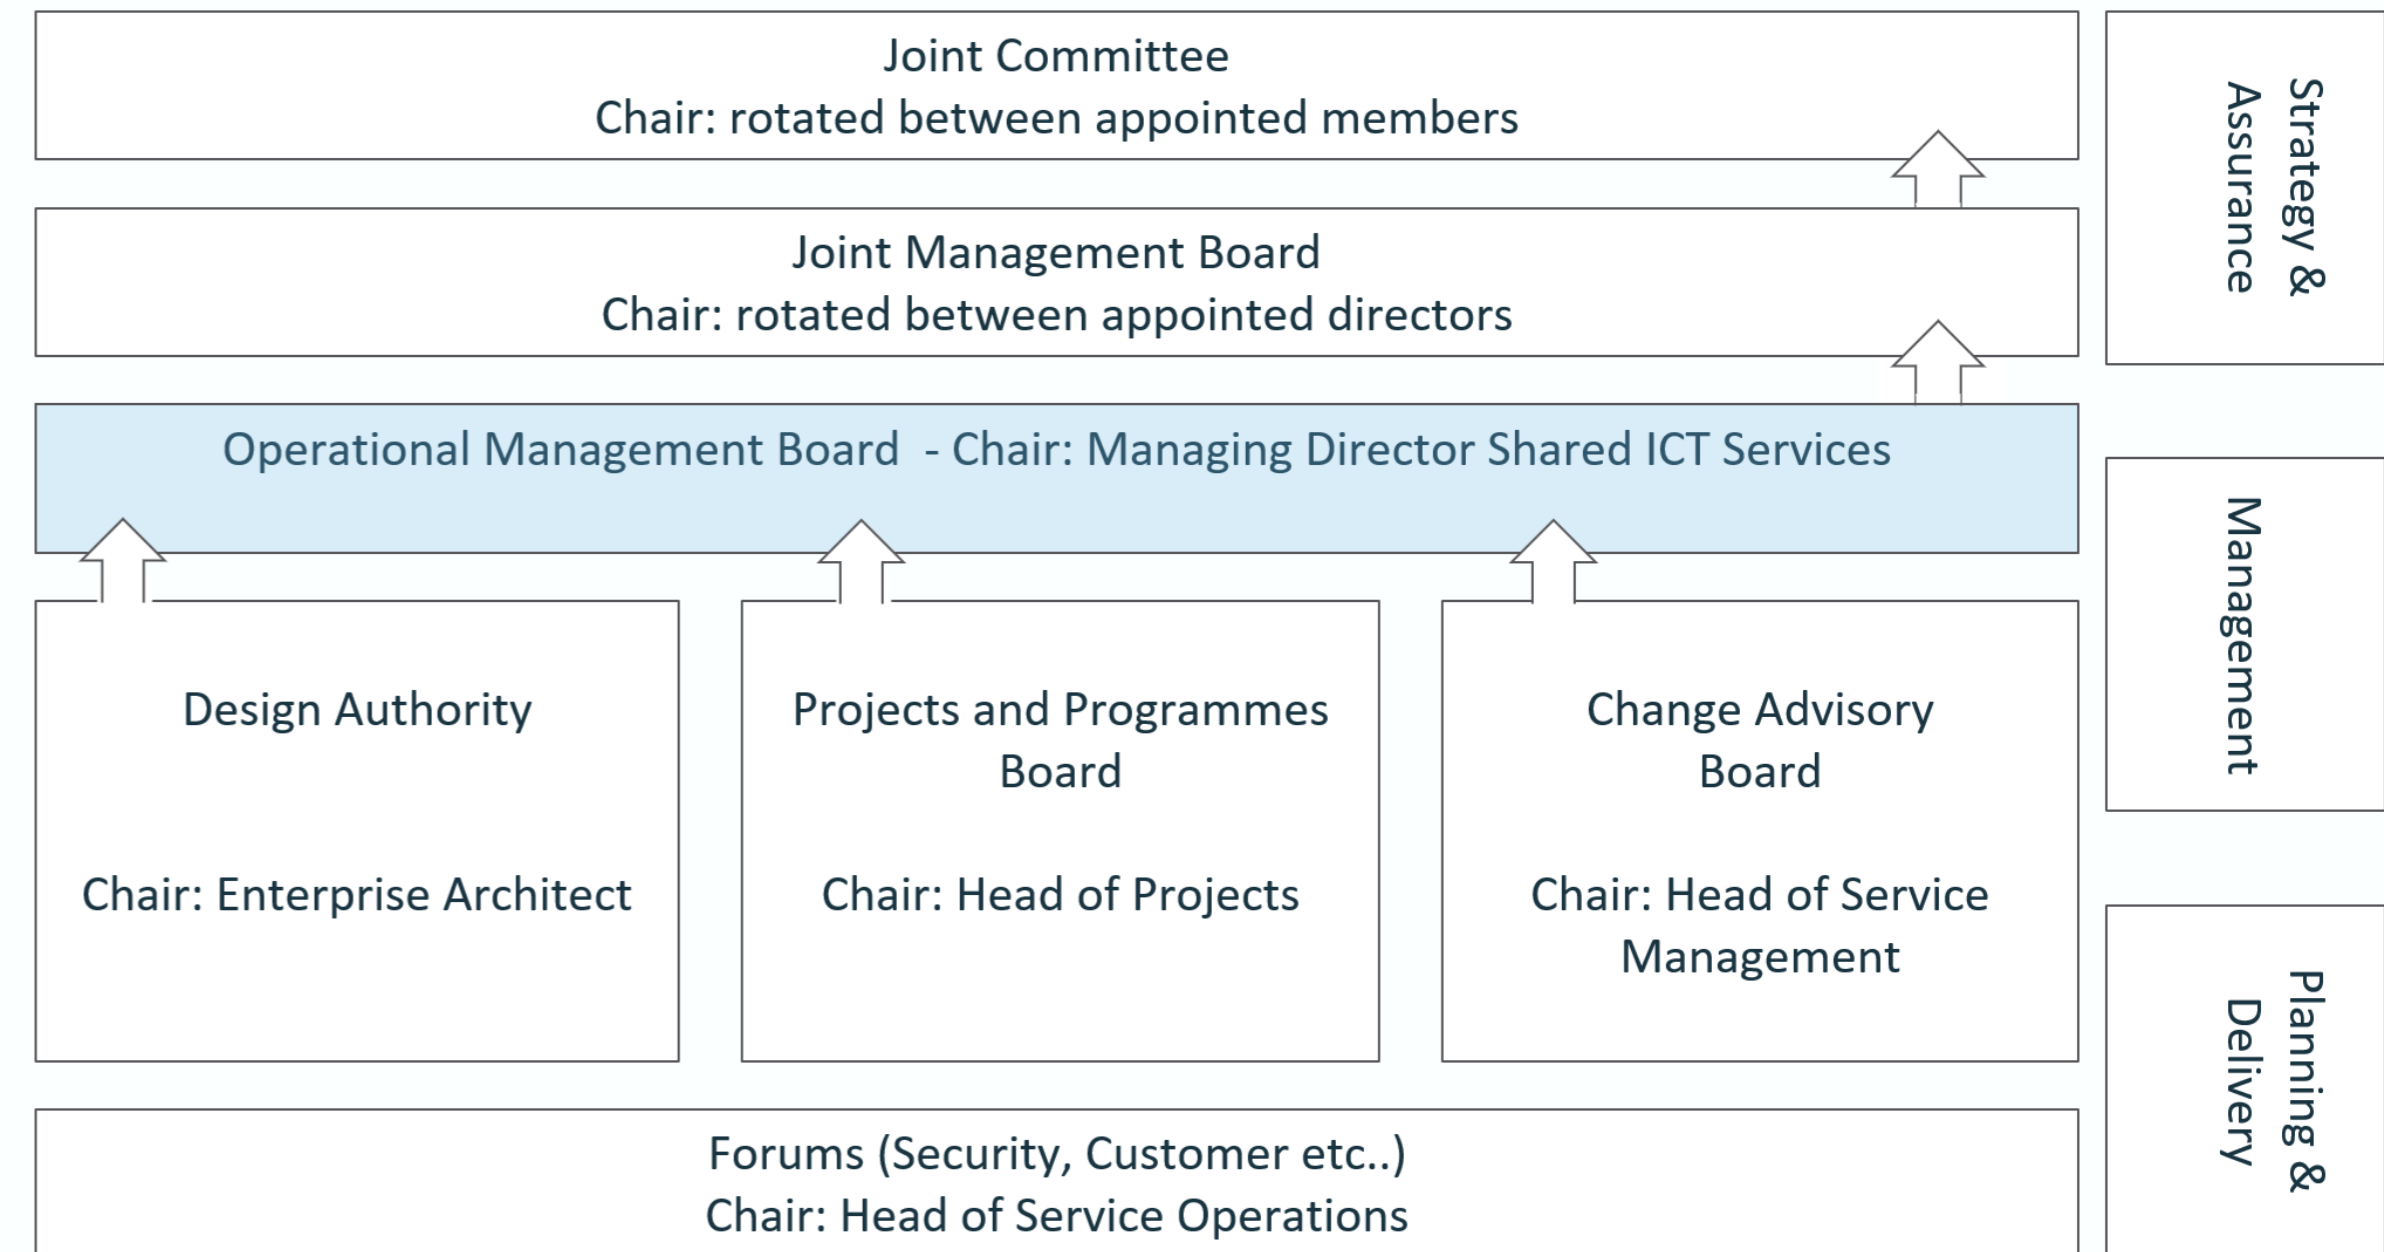 Joint Committee
Chair: rotated between appointed members
Joint Management Board
Chair: rotated between appointed directors
Operational Management Board  - Chair: Managing Director Shared ICT Services
Design Authority
Chair: Enterprise Architect
Projects and Programmes
Board
Chair: Head of Projects
Change Advisory
Board
Chair: Head of Service
Management
Forums (Security, Customer etc..)
Chair: Head of Service Operations
Strategy &
Assurance
Management
Planning &
Delivery